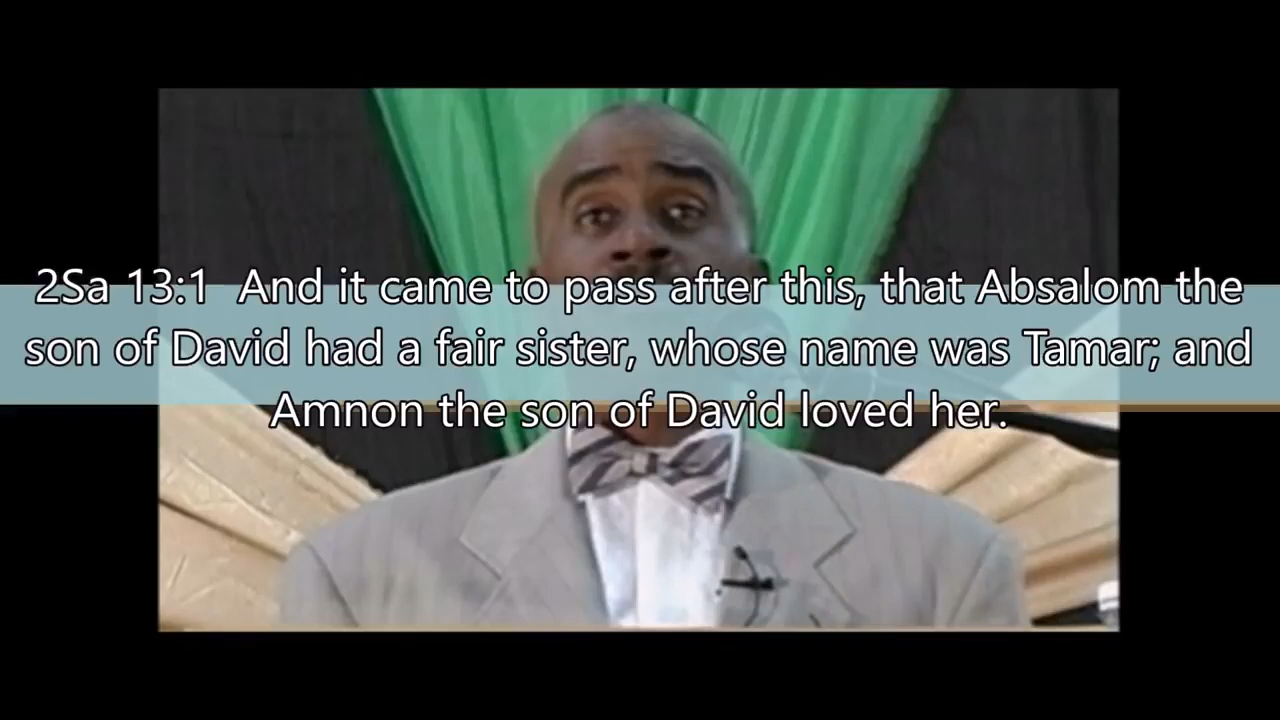 2Sa 13:1  And it came to pass after this, that Absalom the
son of David had a fair sister, whose name was Tamar; and
Amnon the son of David loved her.